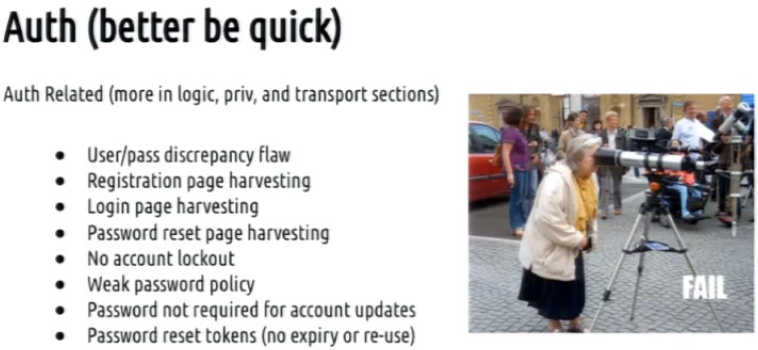 Auth (better be quick)
Auth Related (more in logic, priv, and transport sections)
● User/pass discrepancy flaw
● Registration page harvesting
● Login page harvesting
● Password reset page harvesting
● No account lockout
● Weak password policy
● Password not required for account updates
● Password reset tokens (no expiry or re-use)
FAIL